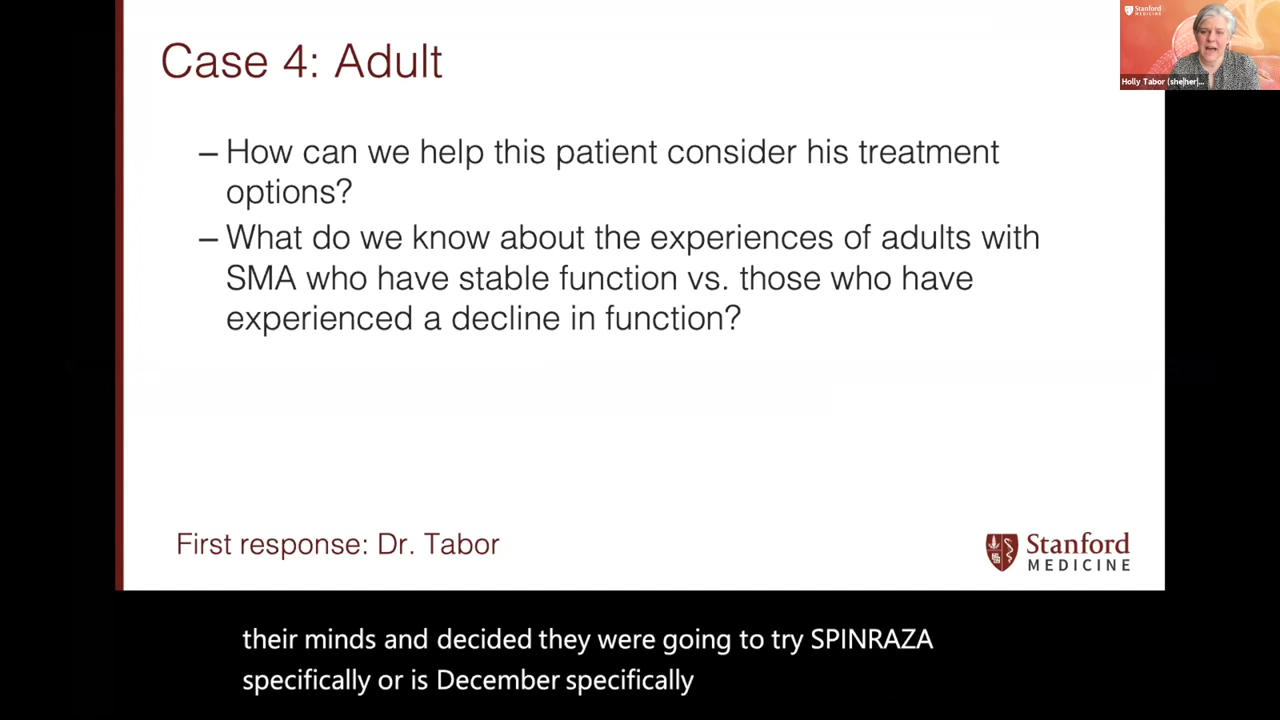 Case 4: Adult
Stanford
MEDICINE
Holly Tabor (she|her)...
– How can we help this patient consider his treatment
options?
– What do we know about the experiences of adults with
SMA who have stable function vs. those who have
experienced a decline in function?
First response: Dr. Tabor
Stanford
MEDICINE
their minds and decided they were going to try SPINRAZA
specifically or is December specifically